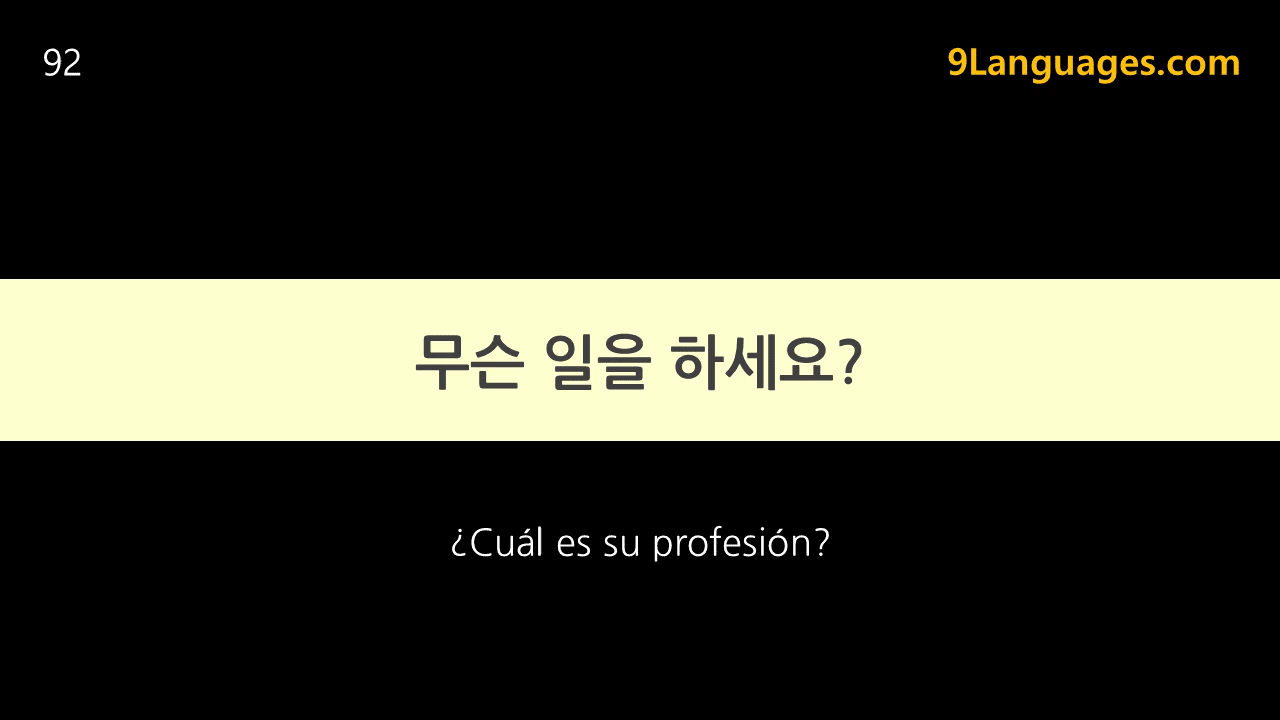 92
9Languages.com
무슨 일을 하세요?
¿Cuál es su profesión?